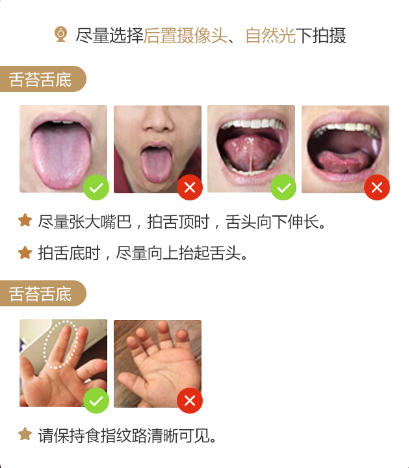 尽量选择后置摄像头、自然光下拍摄
舌苔舌底
尽量张大嘴巴，拍舌顶时，舌头向下伸长。
拍舌底时，尽量向上抬起舌头。
舌苔舌底
请保持食指纹路清晰可见。